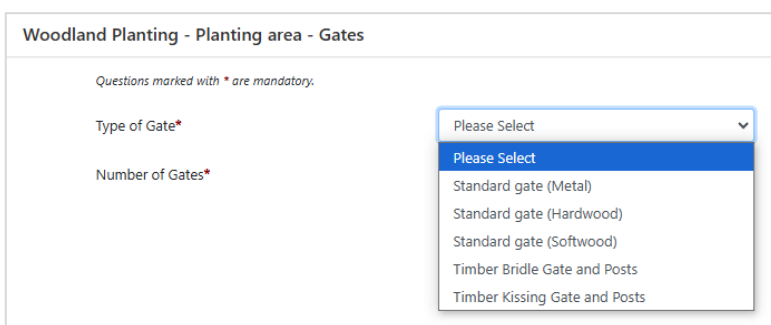 Woodland Planting - Planting area - Gates
Questions marked with * are mandatory.
Type of Gate*
Please Select
Please Select
Number of Gates*
Standard gate (Metal)
Standard gate (Hardwood)
Standard gate (Softwood)
Timber Bridle Gate and Posts
Timber Kissing Gate and Posts